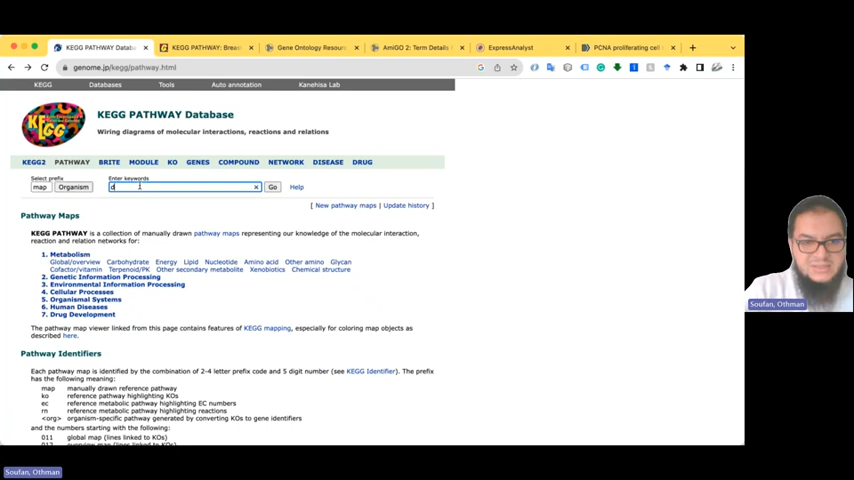 KEGG PATHWAY Datab
KEGG PATHWAY: Breas
Gene Ontology Resourc
AmiGO 2: Term Details
ExpressAnalyst
PCNA proliferating cell
genome.jp/kegg/pathway.html
KEGG Databases Tools Auto annotation Kanehisa Lab
KEGG
KEGG PATHWAY Database
Wiring diagrams of molecular interactions, reactions and relations
KEGG2 PATHWAY BRITE MODULE KO GENES COMPOUND NETWORK DISEASE DRUG
Select prefix Enter keywords
map Organism d Go Help
[ New pathway maps | Update history ]
Pathway Maps
KEGG PATHWAY is a collection of manually drawn pathway maps representing our knowledge of the molecular interaction,
reaction and relation networks for:
1. Metabolism
Global/overview Carbohydrate Energy Lipid Nucleotide Amino acid Other amino Glycan
Cofactor/vitamin Terpenoid/PK Other secondary metabolite Xenobiotics Chemical structure
2. Genetic Information Processing
3. Environmental Information Processing
4. Cellular Processes
5. Organismal Systems
6. Human Diseases
7. Drug Development
The pathway map viewer linked from this page contains features of KEGG mapping, especially for coloring map objects as
described here.
Pathway Identifiers
Each pathway map is identified by the combination of 2-4 letter prefix code and 5 digit number (see KEGG Identifier). The prefix
has the following meaning:
map manually drawn reference pathway
ko reference pathway highlighting KOs
ec reference metabolic pathway highlighting EC numbers
rn reference metabolic pathway highlighting reactions
<org> organism-specific pathway generated by converting KOs to gene identifiers
and the numbers starting with the following:
011 global map (lines linked to KOs)
012 overview map (lines linked to KOs)
Soufan, Othman
Soufan, Othman